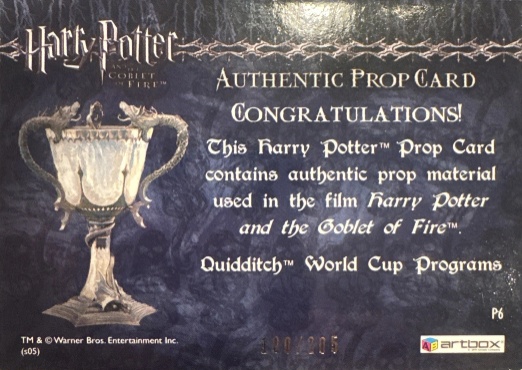 Harry Potter
AND THE
GOBLET
OF FIRE™
AUTHENTIC PROP CARD
CONGRATULATIONS!
This Harry Potter™ Prop Card
contains authentic prop material
used in the film Harry Potter
and the Goblet of Fire™.
Quidditch™ World Cup Programs
P6
TM & © Warner Bros. Entertainment Inc.
(s05)
artbox